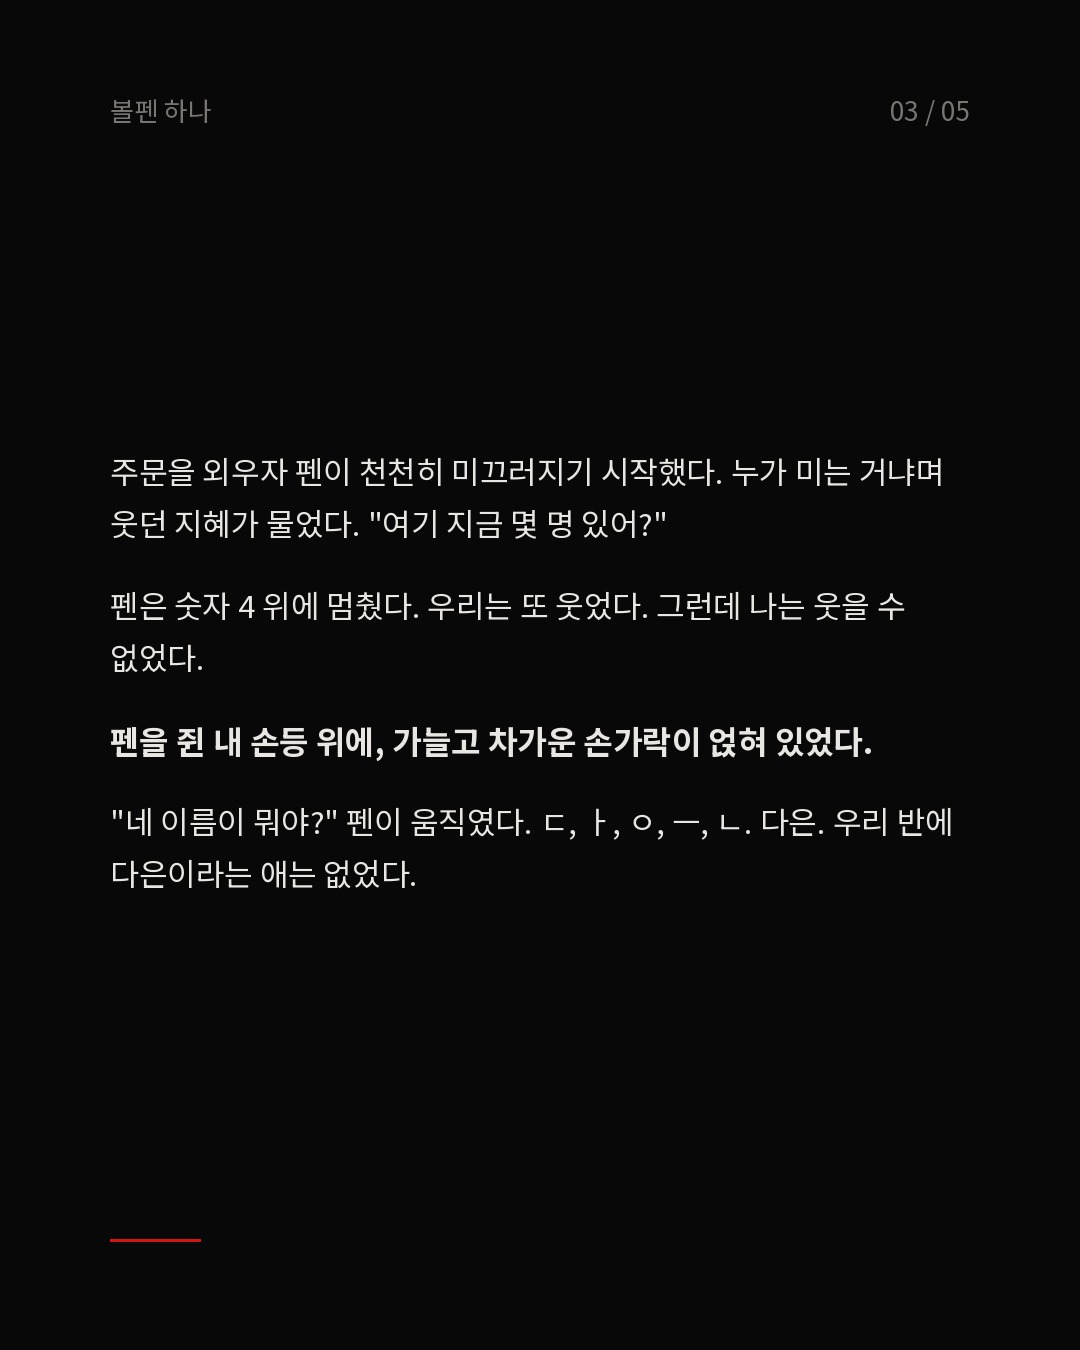 볼펜 하나
03 / 05
주문을 외우자 펜이 천천히 미끄러지기 시작했다. 누가 미는 거냐며
웃던 지혜가 물었다. "여기 지금 몇 명 있어?"
펜은 숫자 4 위에 멈췄다. 우리는 또 웃었다. 그런데 나는 웃을 수
없었다.
펜을 쥔 내 손등 위에, 가늘고 차가운 손가락이 얹혀 있었다.
"네 이름이 뭐야?" 펜이 움직였다. ㄷ, ㅏ, ㅇ, ㅡ, ㄴ. 다은. 우리 반에
다은이라는 애는 없었다.